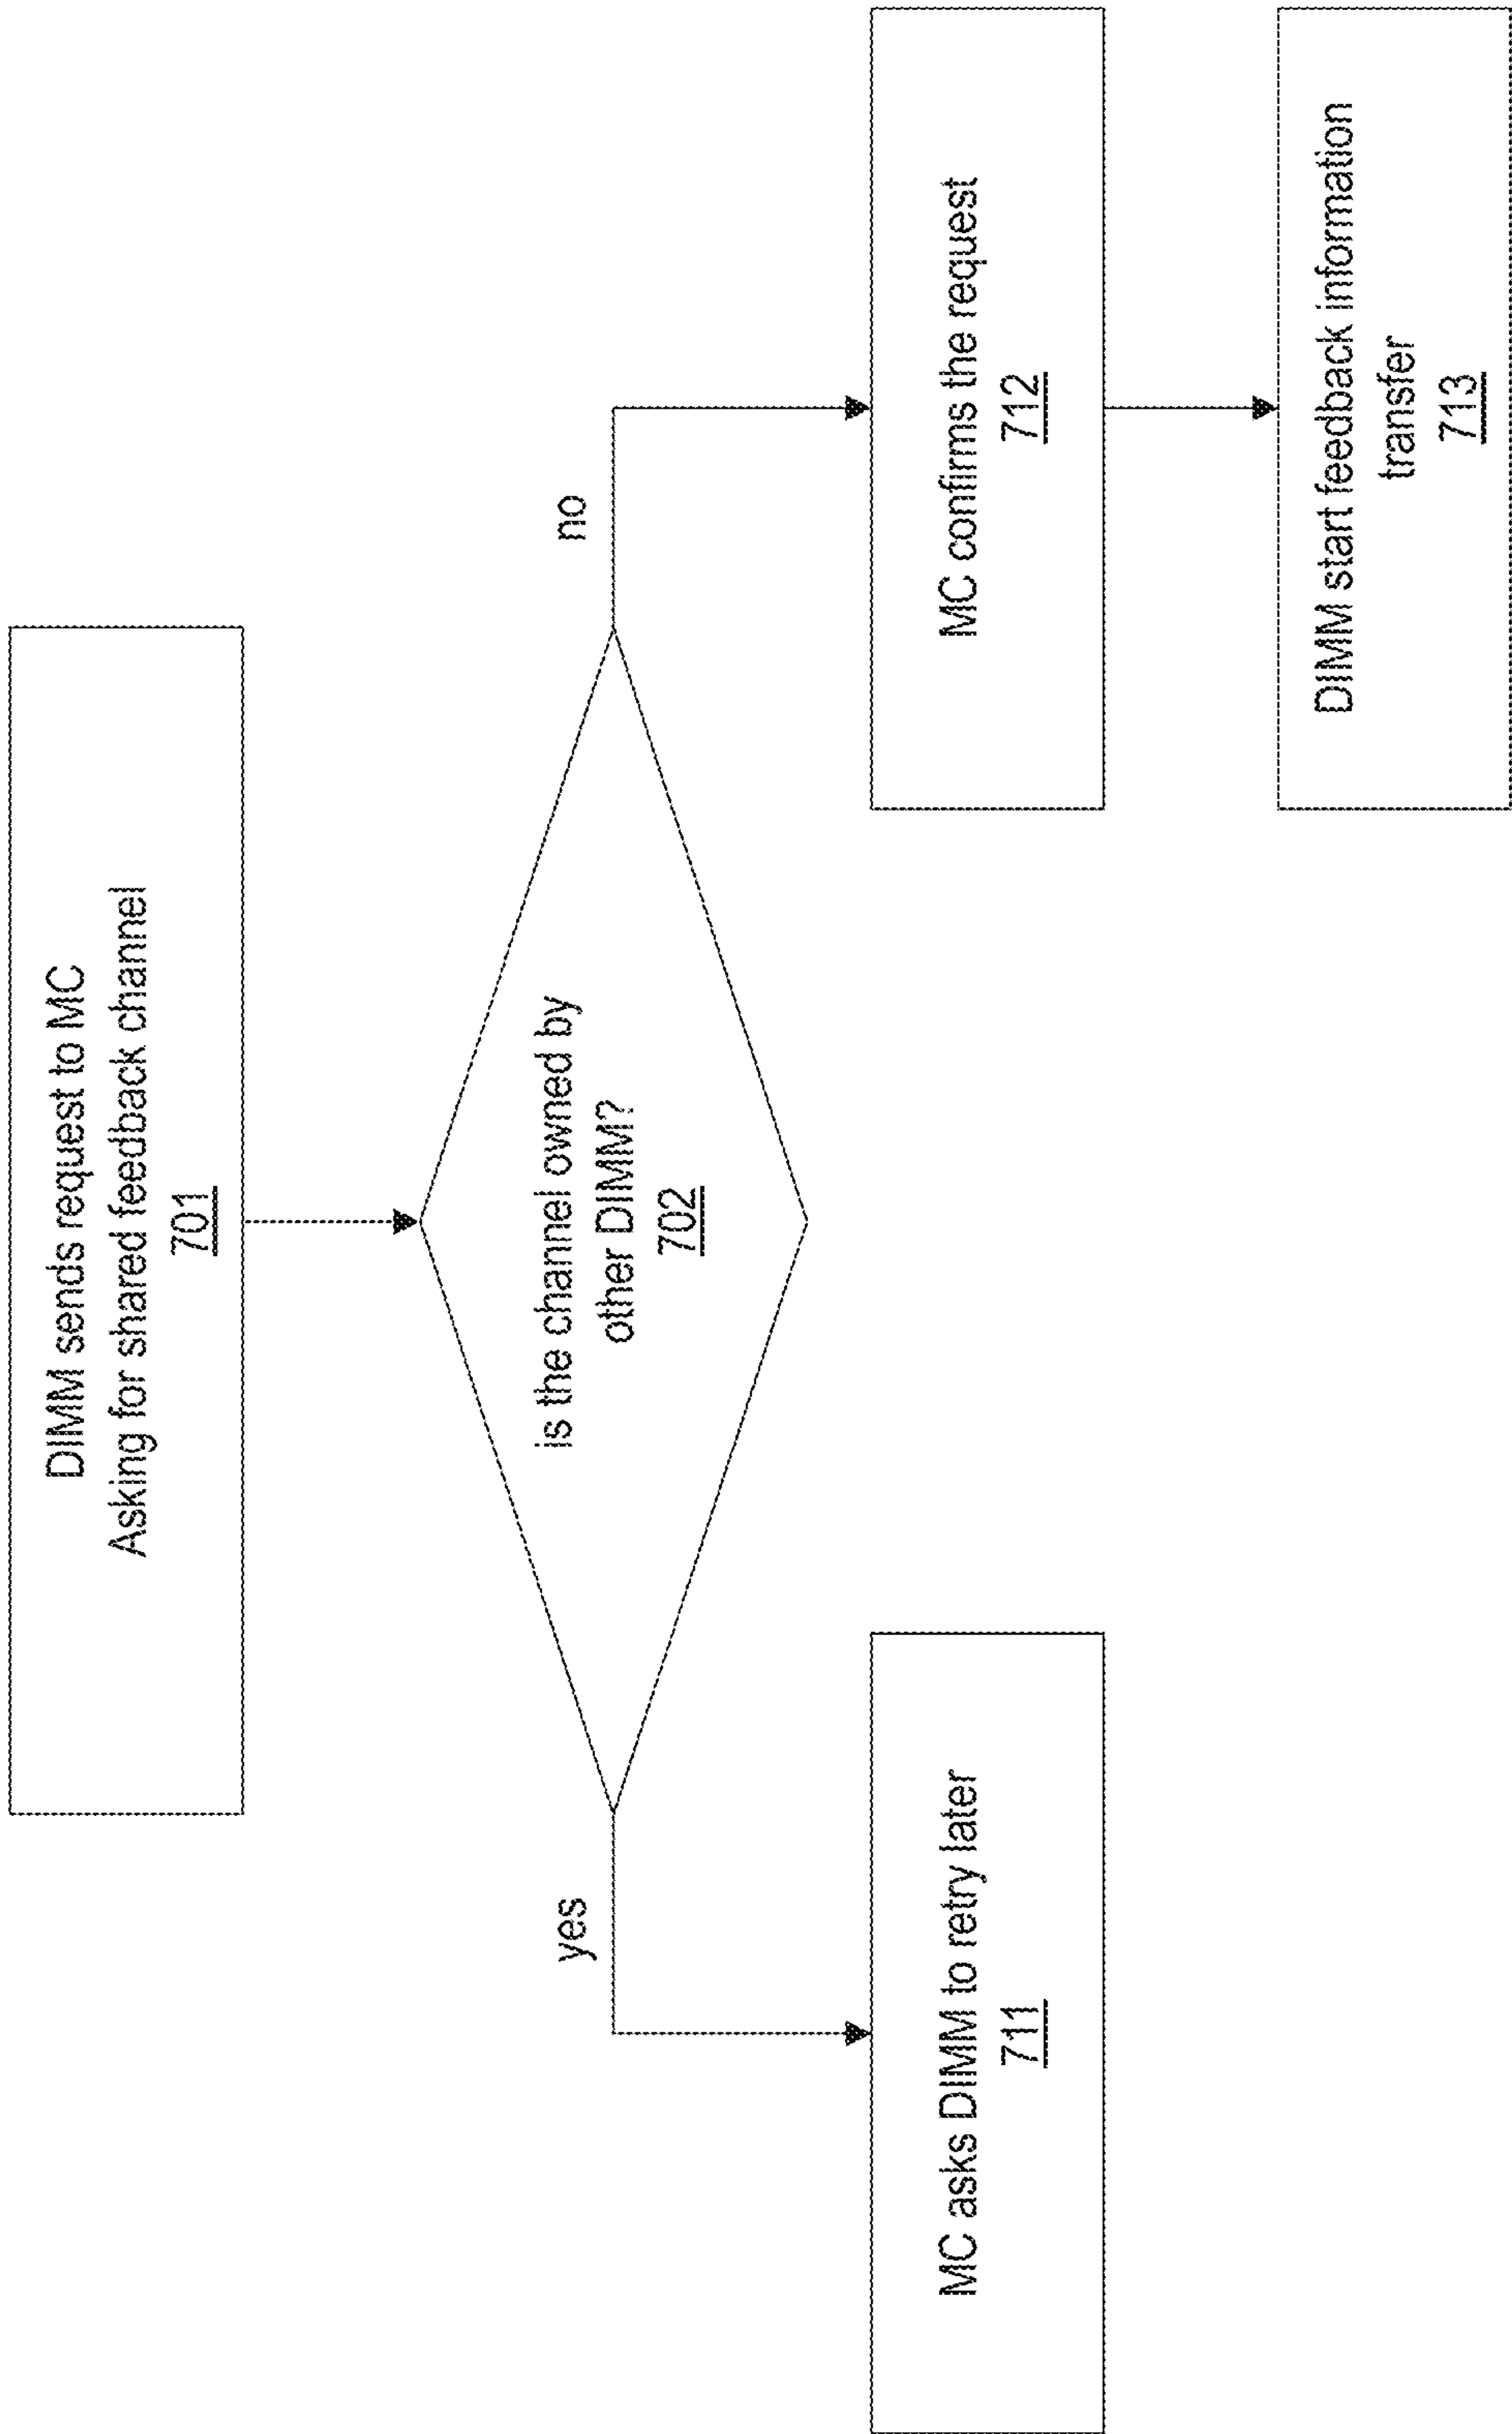 DIMM sends request to MC
Asking for shared feedback channel
701
is the channel owned by
other DIMM?
702
yes
no
MC asks DIMM to retry later
711
MC confirms the request
712
DIMM start feedback information
transfer
713